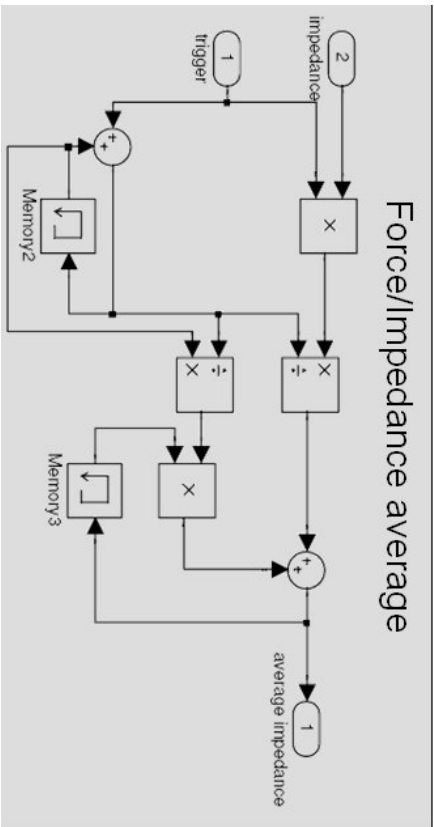 Force/Impedance average
2
impedance
1
trigger
×
×
÷
+
+
Memory2
÷
×
×
Memory3
+
+
1
average impedance